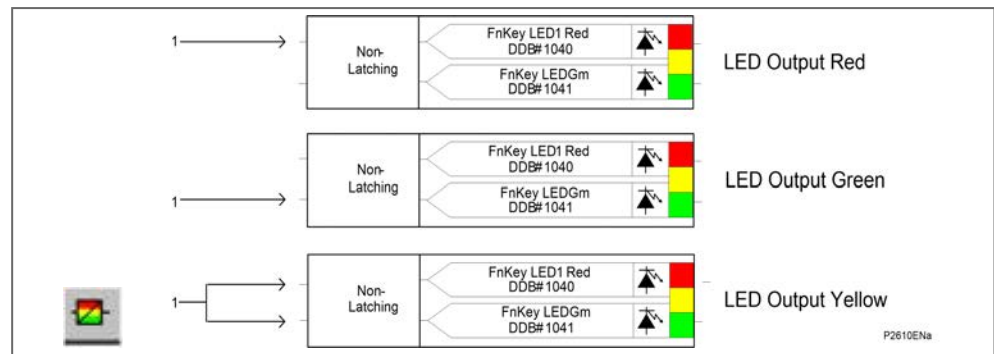 1
Non-
Latching
FnKey LED1 Red
DDB#1040
FnKey LEDGrn
DDB#1041
LED Output Red
1
Non-
Latching
FnKey LED1 Red
DDB#1040
FnKey LEDGrn
DDB#1041
LED Output Green
1
Non-
Latching
FnKey LED1 Red
DDB#1040
FnKey LEDGrn
DDB#1041
LED Output Yellow
P2610ENa